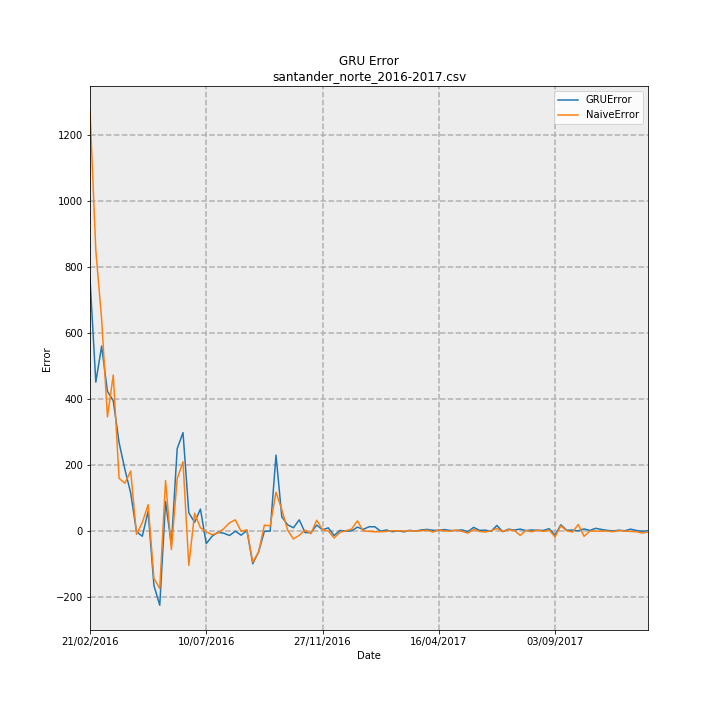 GRU Error
santander_norte_2016-2017.csv
GRUError
NaiveError
1200
1000
800
600
400
200
0
−200
Error
21/02/2016
10/07/2016
27/11/2016
16/04/2017
03/09/2017
Date